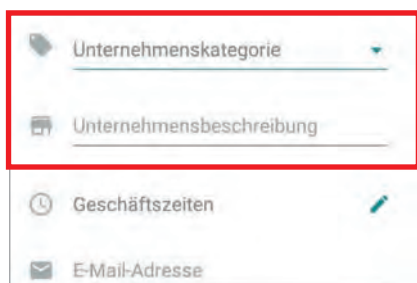 Unternehmenskategorie
Unternehmensbeschreibung
Geschäftszeiten
E-Mail-Adresse